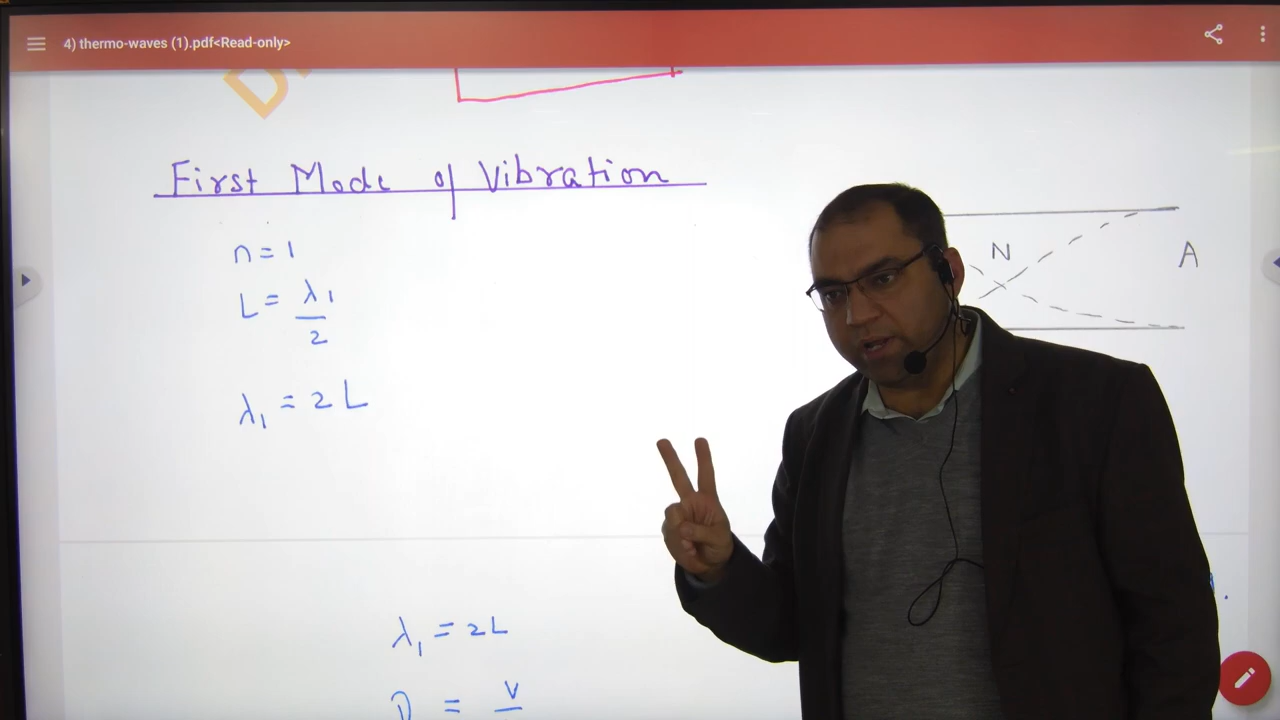 4) thermo-waves (1).pdf<Read-only>
First Mode of Vibration
n = 1
L = λ1/2
N
A
λ1 = 2L
λ1 = 2L
ν = v